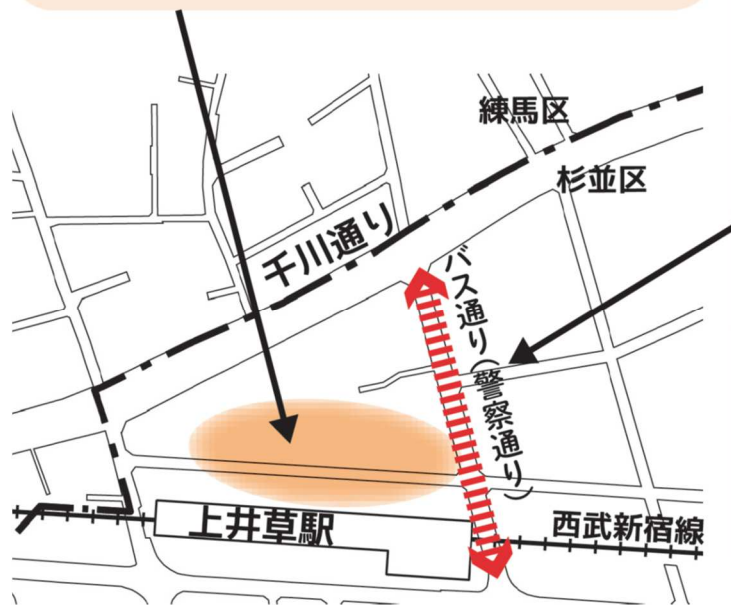 練馬区
杉並区
千川通り
バス通り(警察通り)
上井草駅
西武新宿線